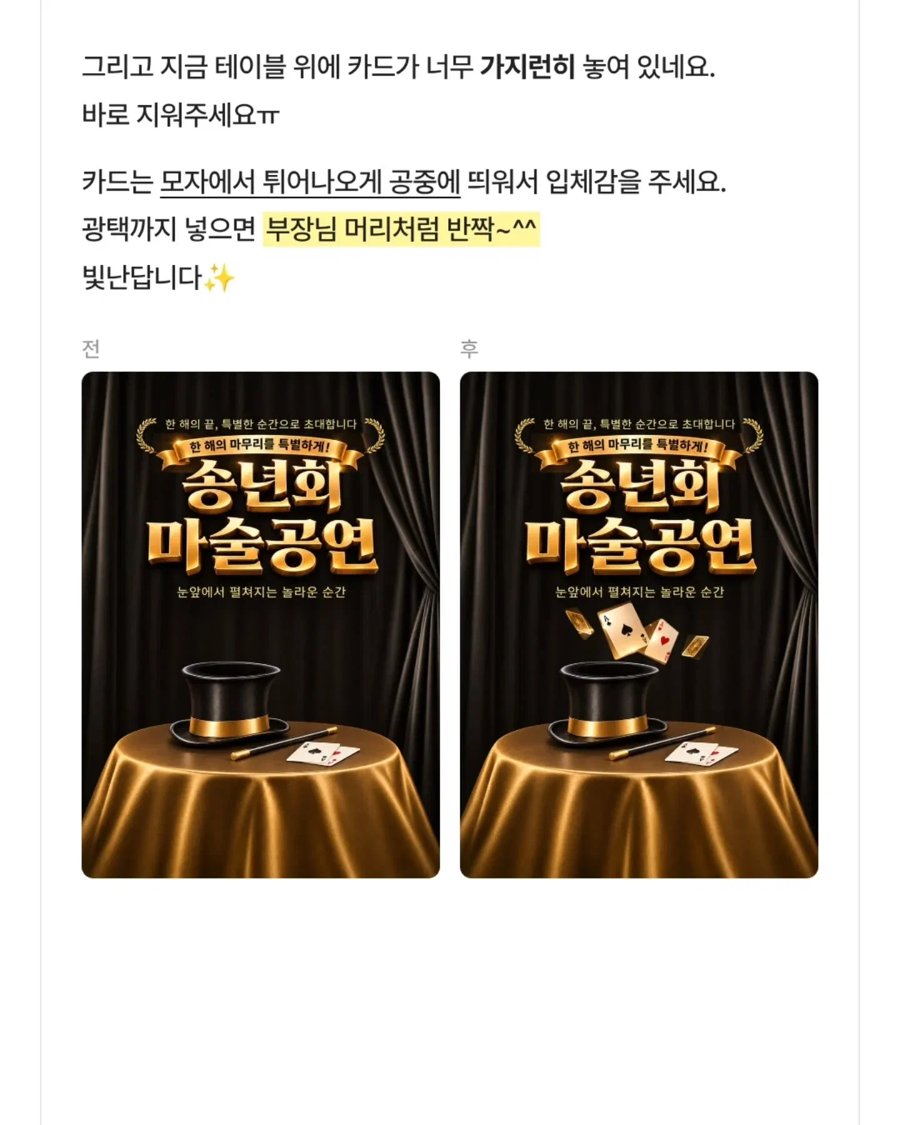 그리고 지금 테이블 위에 카드가 너무 가지런히 놓여 있네요.
바로 지워주세요ㅠ
카드는 모자에서 튀어나오게 공중에 띄워서 입체감을 주세요.
광택까지 넣으면 부장님 머리처럼 반짝~^^
빛난답니다✨
전
한 해의 끝, 특별한 순간으로 초대합니다
한 해의 마무리를 특별하게!
송년회
마술공연
눈앞에서 펼쳐지는 놀라운 순간
후
한 해의 끝, 특별한 순간으로 초대합니다
한 해의 마무리를 특별하게!
송년회
마술공연
눈앞에서 펼쳐지는 놀라운 순간